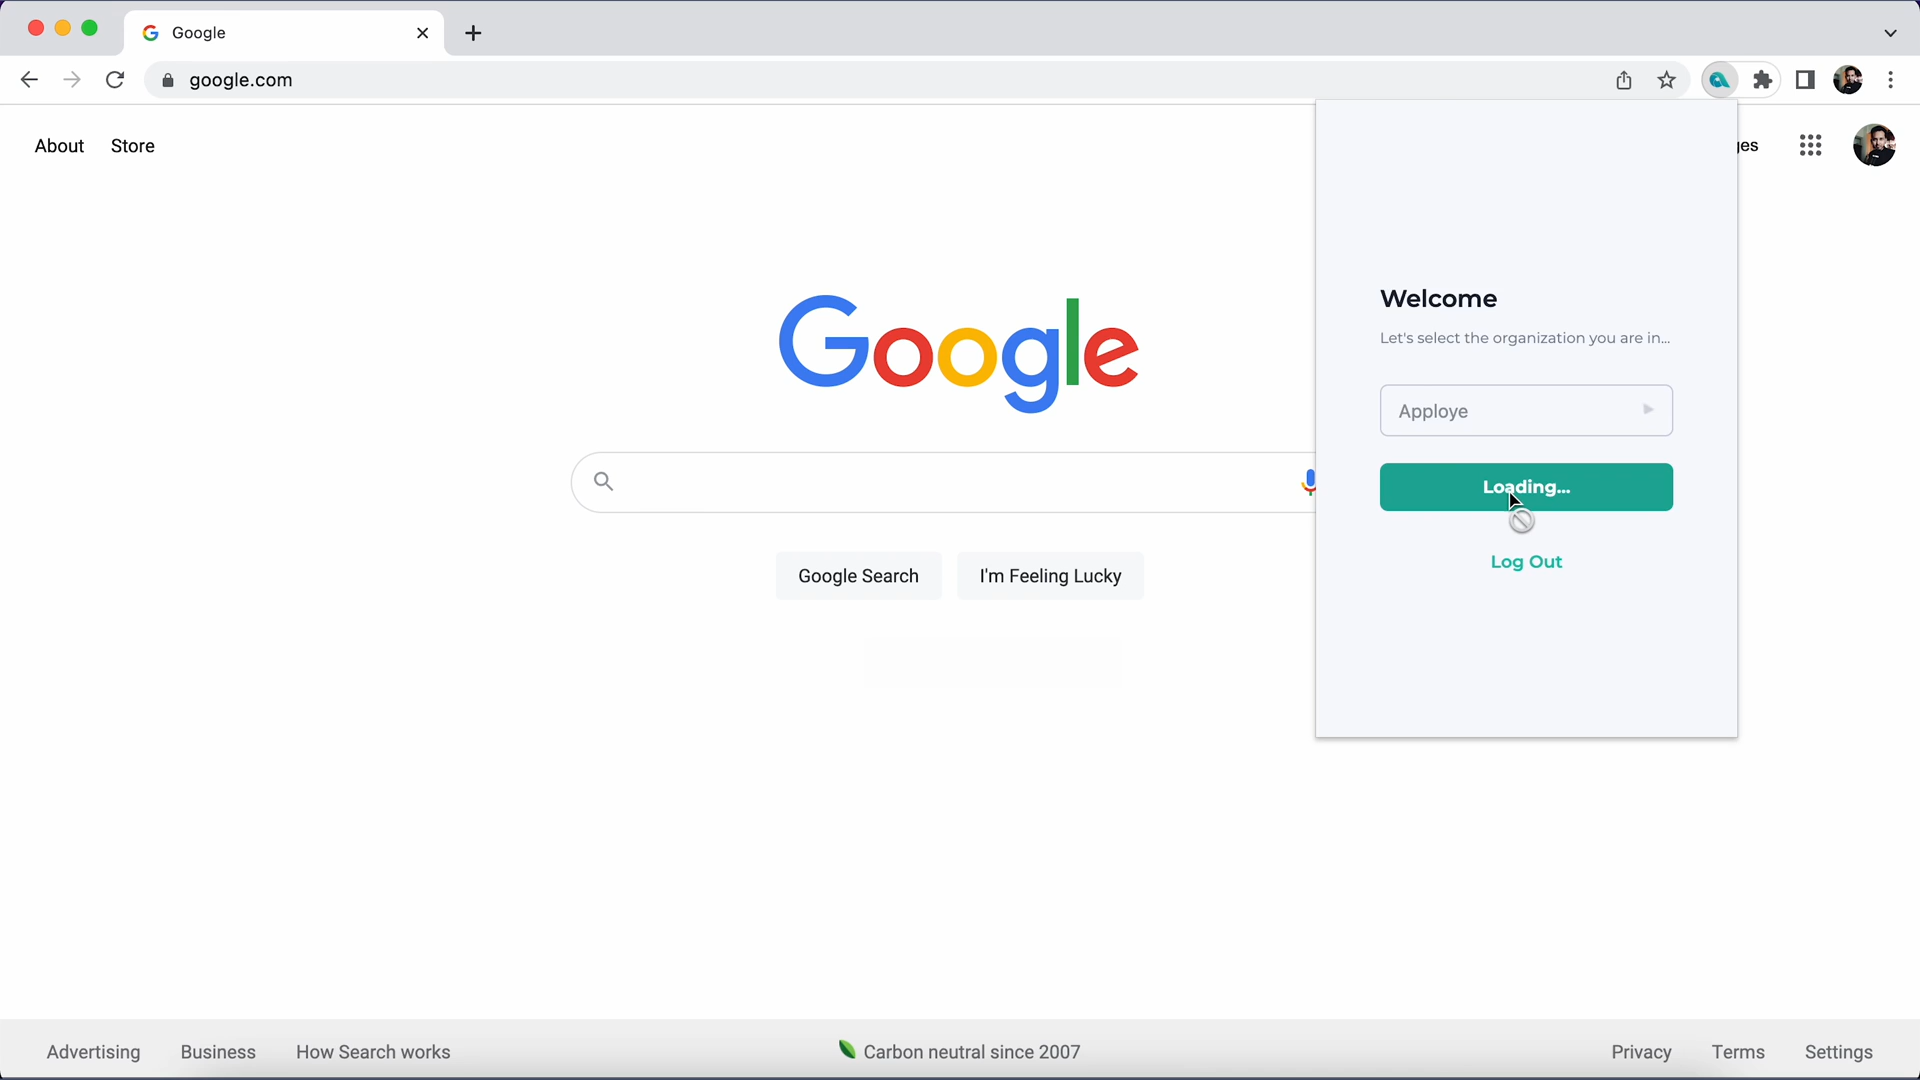 Google
google.com
About Store
Welcome
Let's select the organization you are in...
Apploye
Loading...
Log Out
Google
Google Search I'm Feeling Lucky
Advertising Business How Search works Carbon neutral since 2007 Privacy Terms Settings